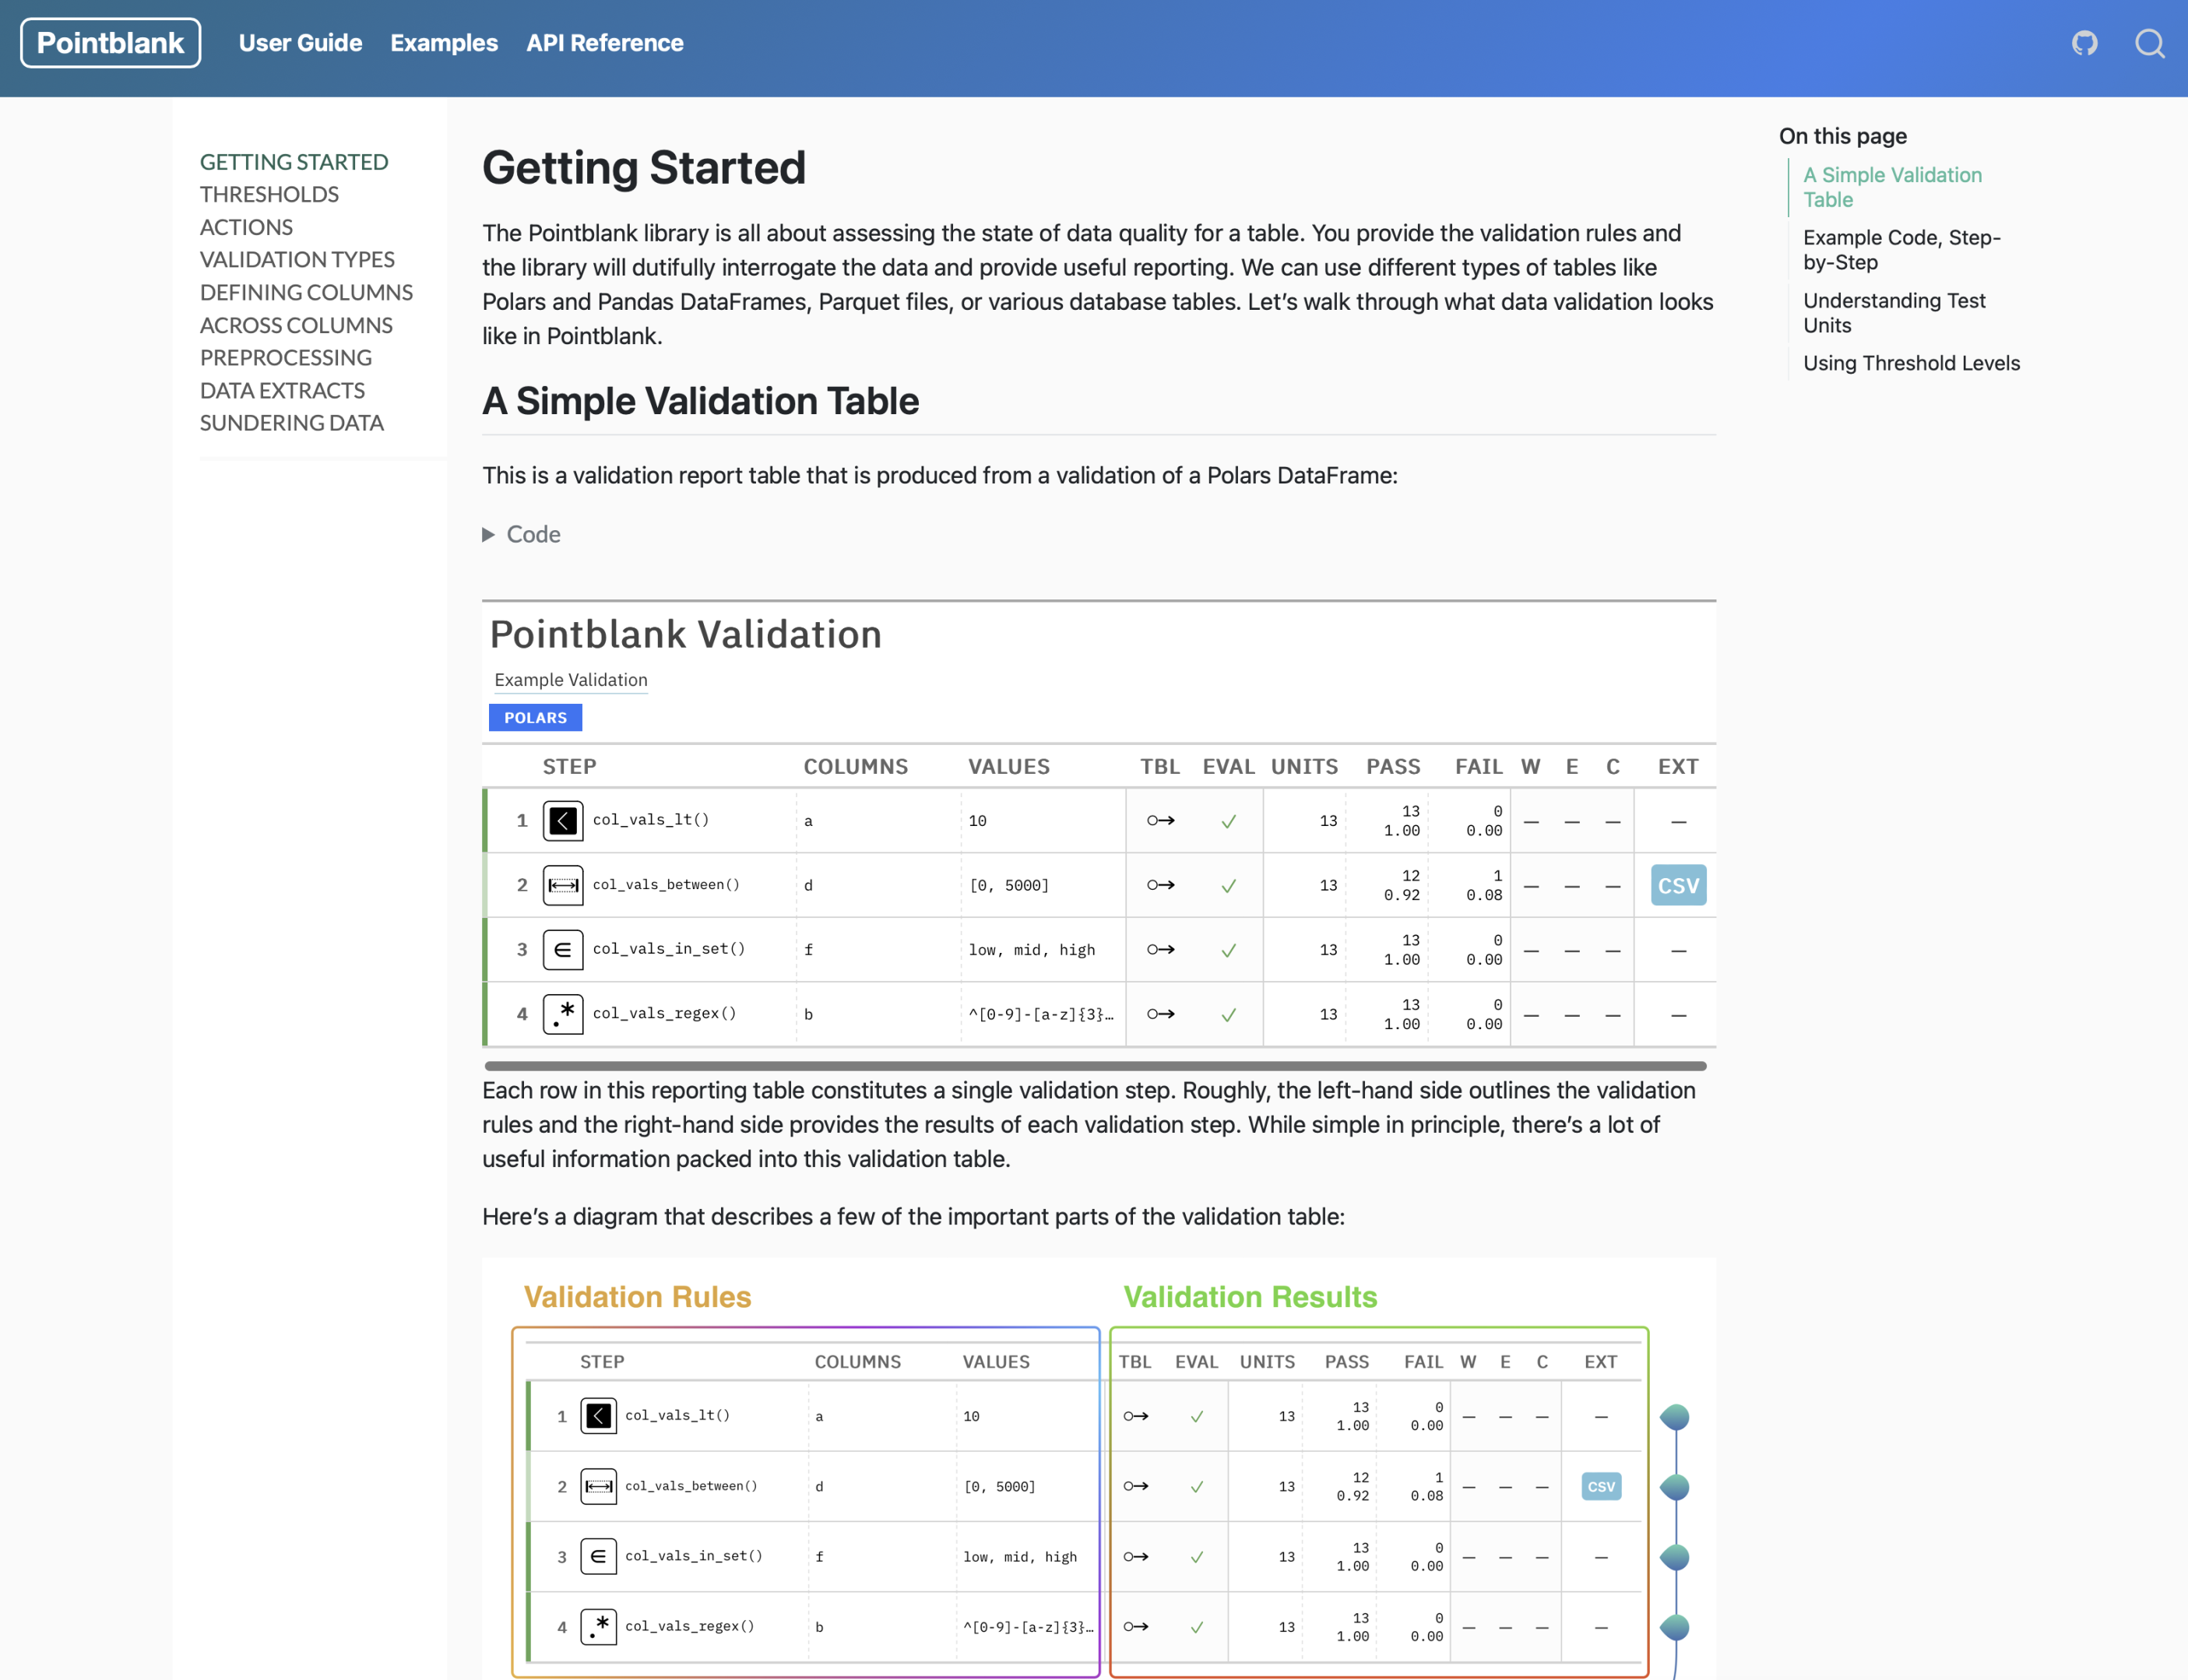 Pointblank User Guide Examples API Reference
GETTING STARTED
THRESHOLDS
ACTIONS
VALIDATION TYPES
DEFINING COLUMNS
ACROSS COLUMNS
PREPROCESSING
DATA EXTRACTS
SUNDERING DATA
Getting Started
The Pointblank library is all about assessing the state of data quality for a table. You provide the validation rules and
the library will dutifully interrogate the data and provide useful reporting. We can use different types of tables like
Polars and Pandas DataFrames, Parquet files, or various database tables. Let’s walk through what data validation looks
like in Pointblank.
A Simple Validation Table
This is a validation report table that is produced from a validation of a Polars DataFrame:
Code
Pointblank Validation
Example Validation
POLARS
STEP COLUMNS VALUES TBL EVAL UNITS PASS FAIL W E C EXT
1 col_vals_lt() a 10 ✓ 13 13 0 — — — —
1.00 0.00
2 col_vals_between() d [0, 5000] ✓ 13 12 1 — — — CSV
0.92 0.08
3 ∈ col_vals_in_set() f low, mid, high ✓ 13 13 0 — — — —
1.00 0.00
4 .* col_vals_regex() b ^[0-9]-[a-z]{3}… ✓ 13 13 0 — — — —
1.00 0.00
Each row in this reporting table constitutes a single validation step. Roughly, the left-hand side outlines the validation
rules and the right-hand side provides the results of each validation step. While simple in principle, there’s a lot of
useful information packed into this validation table.
Here’s a diagram that describes a few of the important parts of the validation table:
Validation Rules Validation Results
STEP COLUMNS VALUES TBL EVAL UNITS PASS FAIL W E C EXT
1 col_vals_lt() a 10 ✓ 13 13 0 — — — —
1.00 0.00
2 col_vals_between() d [0, 5000] ✓ 13 12 1 — — — CSV
0.92 0.08
3 ∈ col_vals_in_set() f low, mid, high ✓ 13 13 0 — — — —
1.00 0.00
4 .* col_vals_regex() b ^[0-9]-[a-z]{3}… ✓ 13 13 0 — — — —
1.00 0.00
On this page
A Simple Validation
Table
Example Code, Step-
by-Step
Understanding Test
Units
Using Threshold Levels